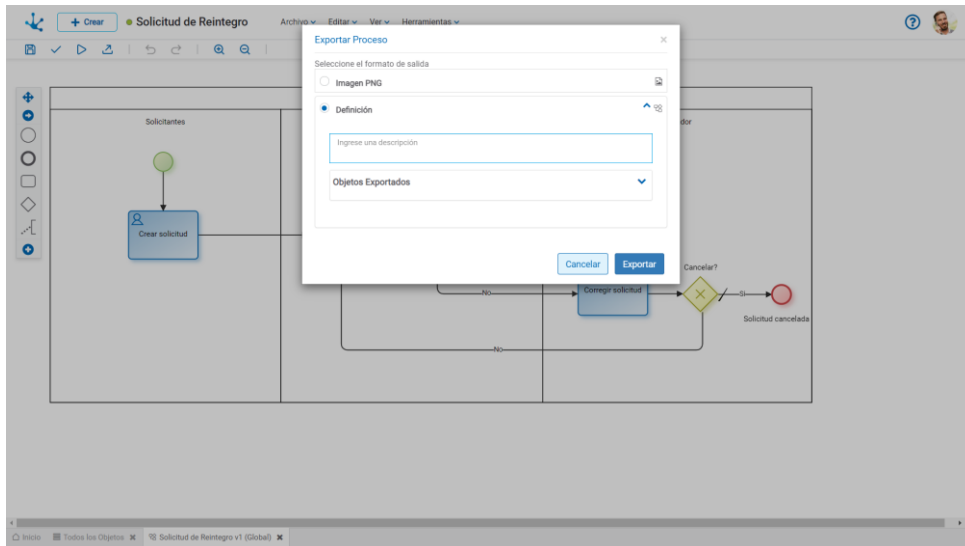 + Crear
Solicitud de Reintegro
Archivo Editar Ver Herramientas
Exportar Proceso
Seleccione el formato de salida
Imagen PNG
Definición
Ingrese una descripción
Objetos Exportados
Cancelar Exportar
Solicitantes
dor
Crear solicitud
Corregir solicitud
Cancelar?
No
Si
Solicitud cancelada
No
Inicio Todos los Objetos Solicitud de Reintegro v1 (Global)